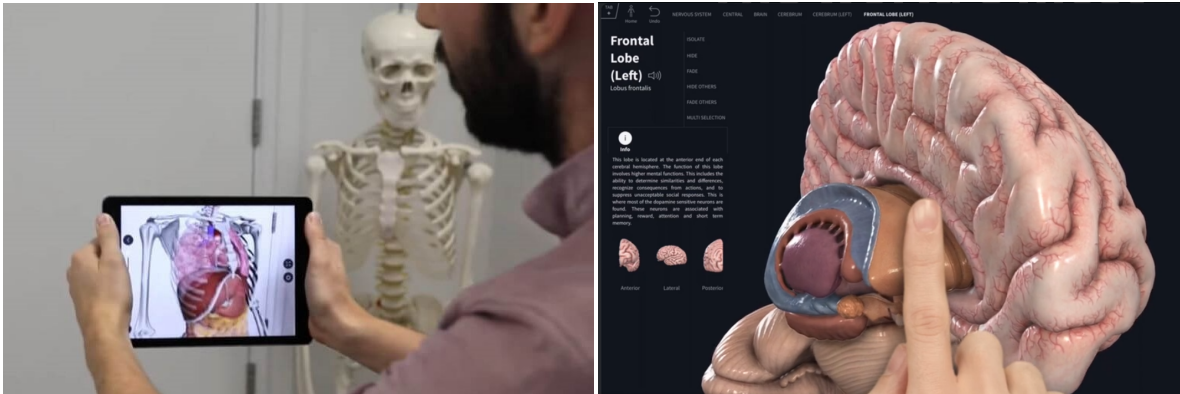 TAB
Home
Undo
NERVOUS SYSTEM
CENTRAL
BRAIN
CEREBRUM
CEREBRUM (LEFT)
FRONTAL LOBE (LEFT)
Frontal
Lobe
(Left)
Lobus frontalis
ISOLATE
HIDE
FADE
HIDE OTHERS
FADE OTHERS
MULTI SELECTION
i
Info
This lobe is located at the anterior end of each
cerebral hemisphere. The function of this lobe
involves higher mental functions. This includes the
ability to determine similarities and differences,
recognise consequences from actions, and to
suppress unacceptable social responses. This is
where most of the dopamine sensitive neurons are
found. These neurons are associated with
planning, reward, attention and short term
memory.
Anterior
Lateral
Posterior